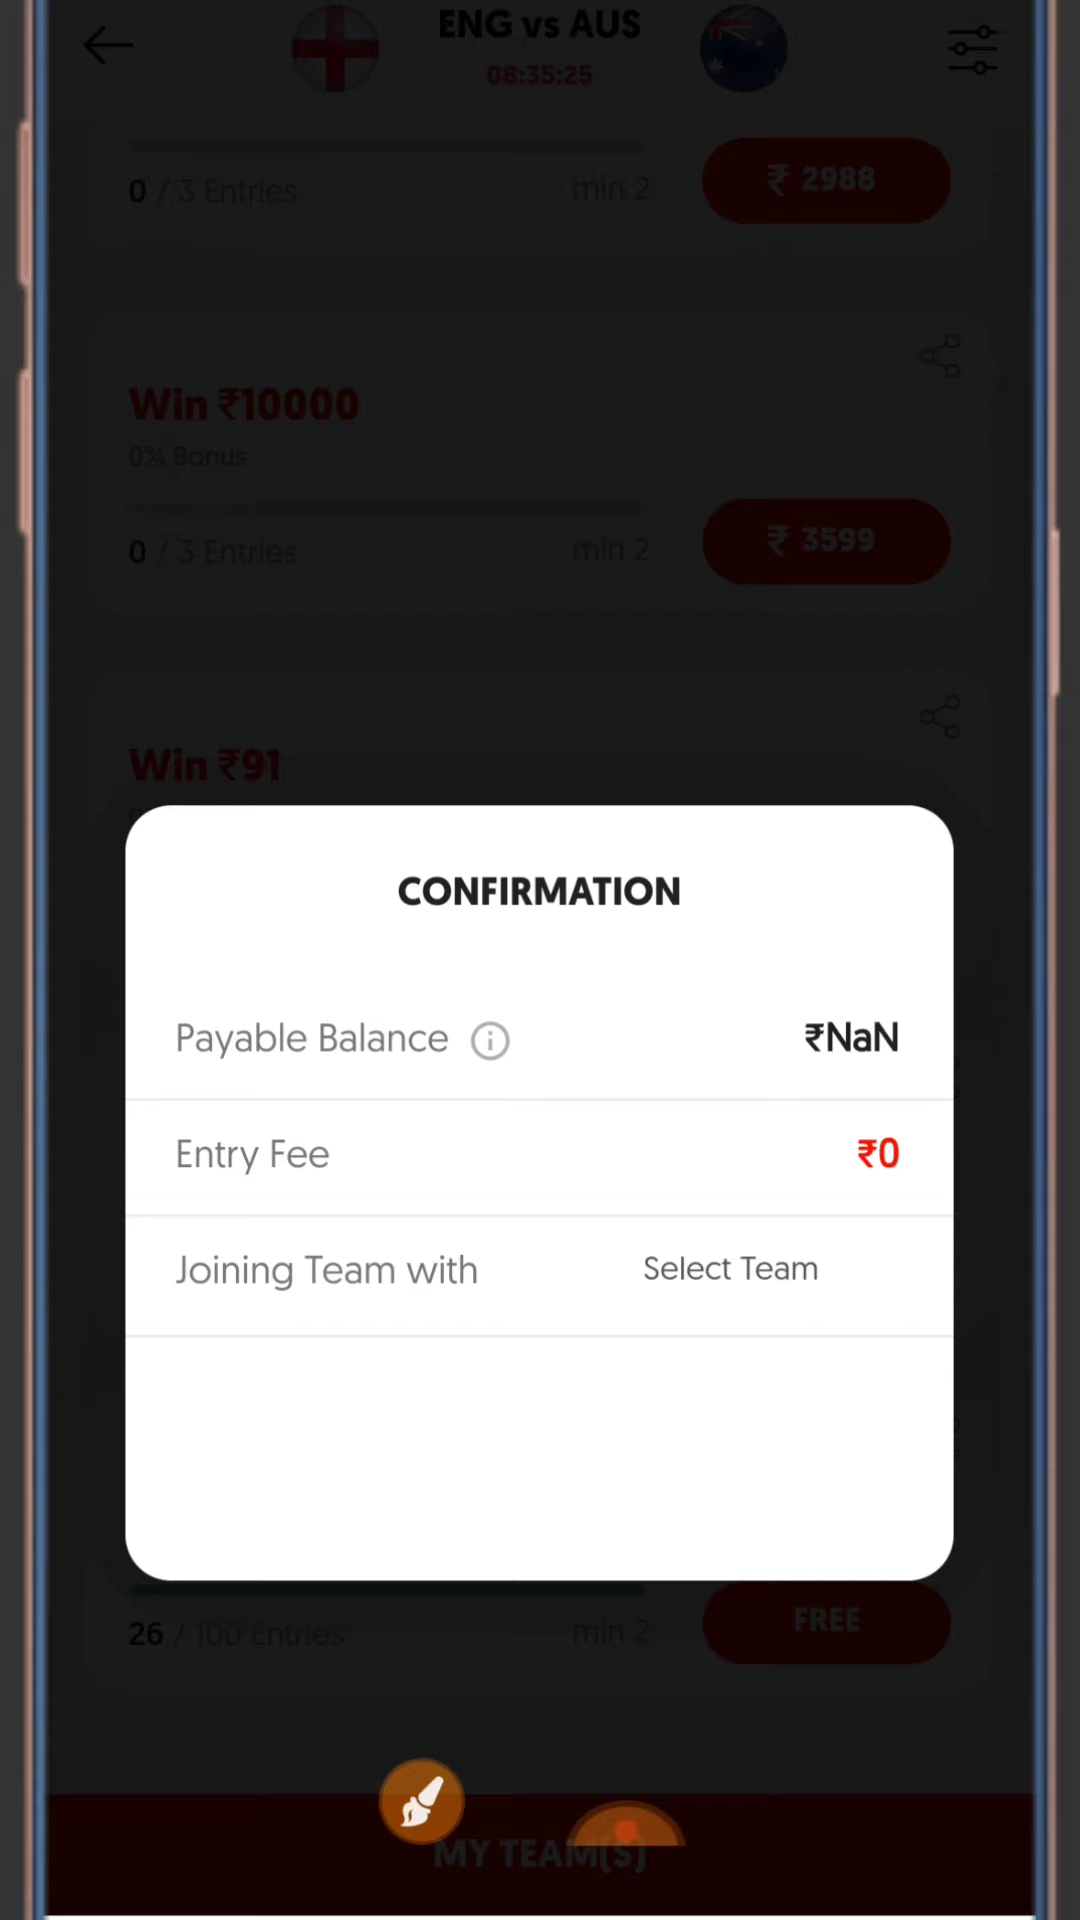 ENG vs AUS
08:35:25
0 / 3 Entries
min 2
₹ 2988
Win ₹10000
0% Bonus
0 / 3 Entries
min 2
₹ 3599
Win ₹91
CONFIRMATION
Payable Balance
₹NaN
Entry Fee
₹0
Joining Team with
Select Team
26 / 100 Entries
min 2
FREE
MY TEAM(S)